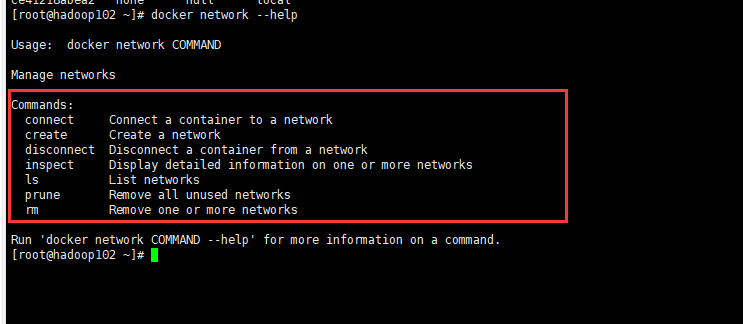 ce41218abea2   none      null      local
[root@hadoop102 ~]# docker network --help
Usage:  docker network COMMAND
Manage networks
Commands:
  connect     Connect a container to a network
  create      Create a network
  disconnect  Disconnect a container from a network
  inspect     Display detailed information on one or more networks
  ls          List networks
  prune       Remove all unused networks
  rm          Remove one or more networks
Run 'docker network COMMAND --help' for more information on a command.
[root@hadoop102 ~]#